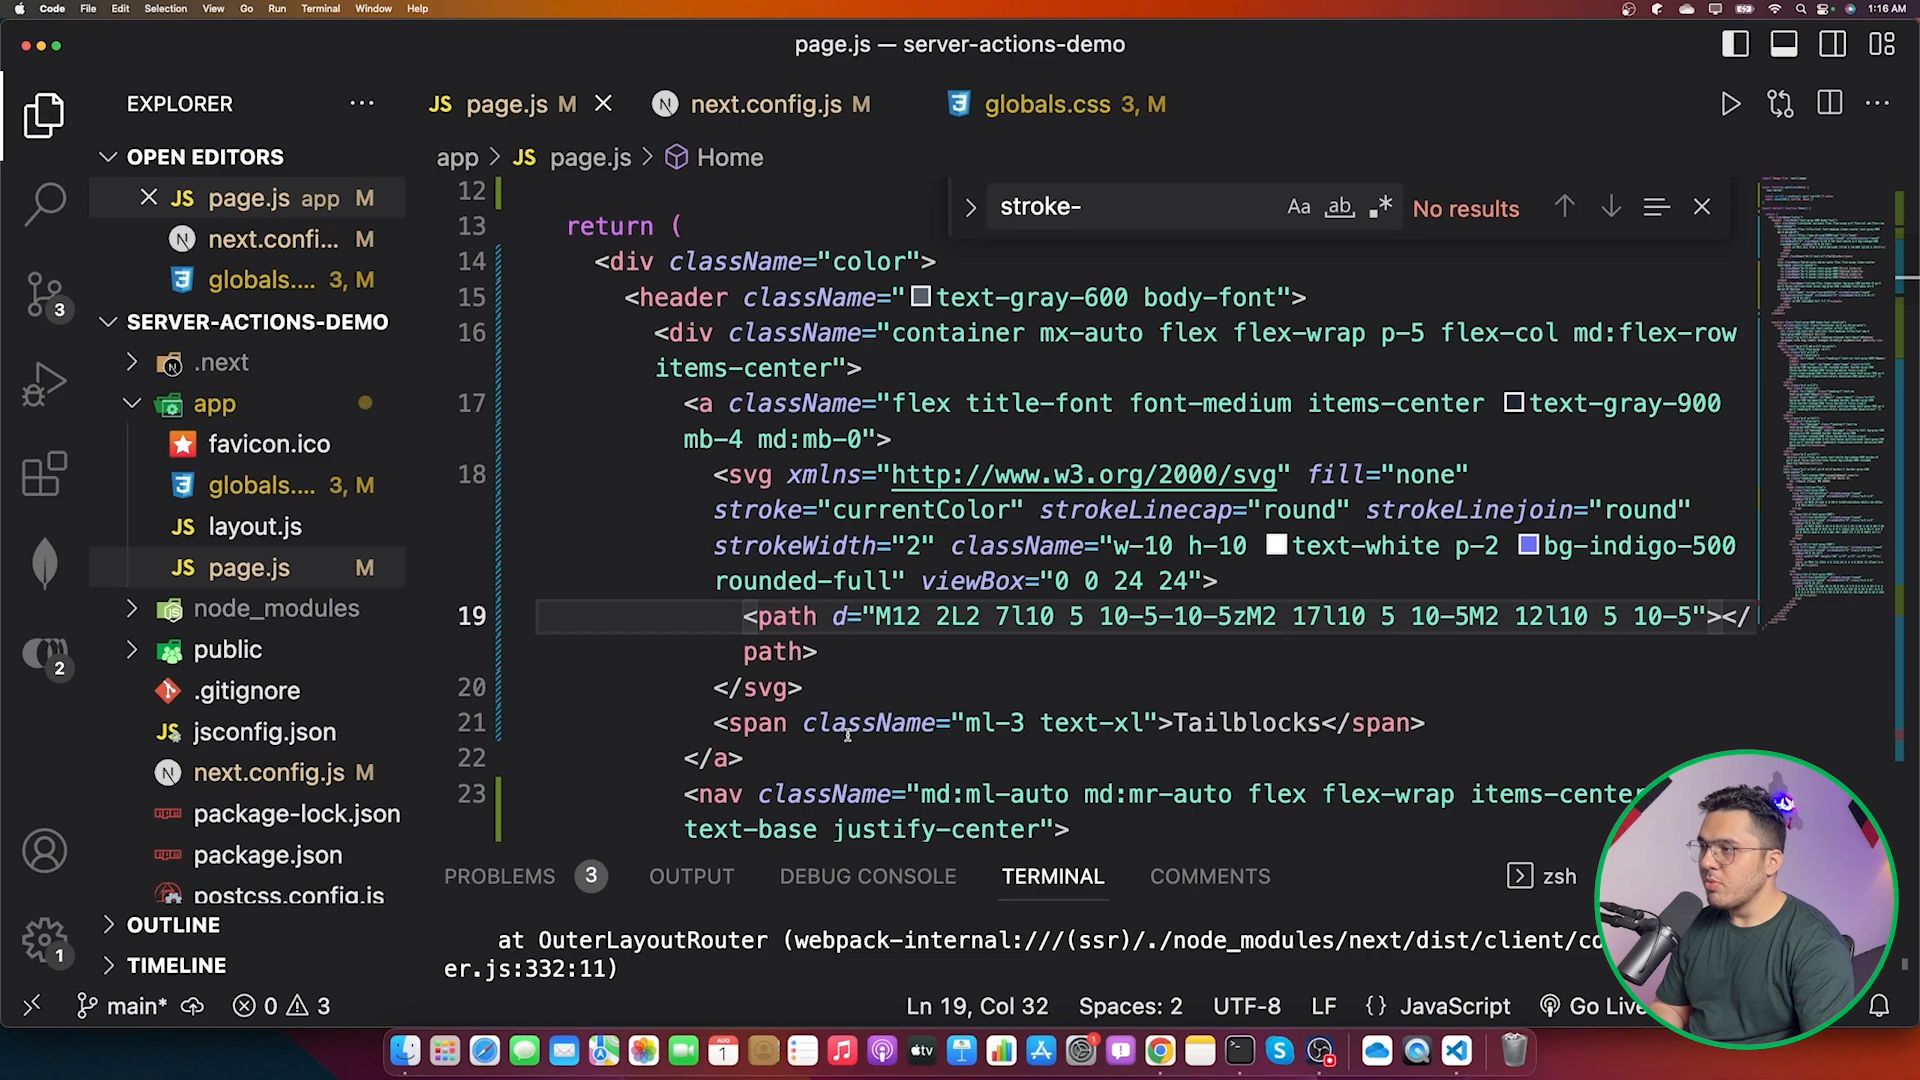 Code File Edit Selection View Go Run Terminal Window Help 1:16 AM
page.js — server-actions-demo
EXPLORER
JS page.js M
N next.config.js M
3 globals.css 3, M
OPEN EDITORS
JS page.js app M
N next.confi... M
3 globals.... 3, M
SERVER-ACTIONS-DEMO
.next
app
favicon.ico
3 globals.... 3, M
JS layout.js
JS page.js M
node_modules
public
.gitignore
JS jsconfig.json
N next.config.js M
package-lock.json
package.json
postcss.config.js
OUTLINE
TIMELINE
3
2
1
app > JS page.js > Home
stroke- Aa ab No results
12
13 return (
14 <div className="color">
15 <header className="text-gray-600 body-font">
16 <div className="container mx-auto flex flex-wrap p-5 flex-col md:flex-row
items-center">
17 <a className="flex title-font font-medium items-center text-gray-900
mb-4 md:mb-0">
18 <svg xmlns="http://www.w3.org/2000/svg" fill="none"
stroke="currentColor" strokeLinecap="round" strokeLinejoin="round"
strokeWidth="2" className="w-10 h-10 text-white p-2 bg-indigo-500
rounded-full" viewBox="0 0 24 24">
19 <path d="M12 2L2 7l10 5 10-5-10-5zM2 17l10 5 10-5M2 12l10 5 10-5"></
path>
20 </svg>
21 <span className="ml-3 text-xl">Tailblocks</span>
22 </a>
23 <nav className="md:ml-auto md:mr-auto flex flex-wrap items-center
text-base justify-center">
PROBLEMS 3 OUTPUT DEBUG CONSOLE TERMINAL COMMENTS zsh
at OuterLayoutRouter (webpack-internal:///(ssr)/./node_modules/next/dist/client/co
er.js:332:11)
main* 0 3 Ln 19, Col 32 Spaces: 2 UTF-8 LF {} JavaScript Go Live